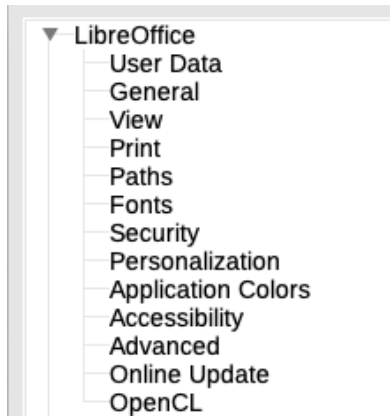 LibreOffice
User Data
General
View
Print
Paths
Fonts
Security
Personalization
Application Colors
Accessibility
Advanced
Online Update
OpenCL